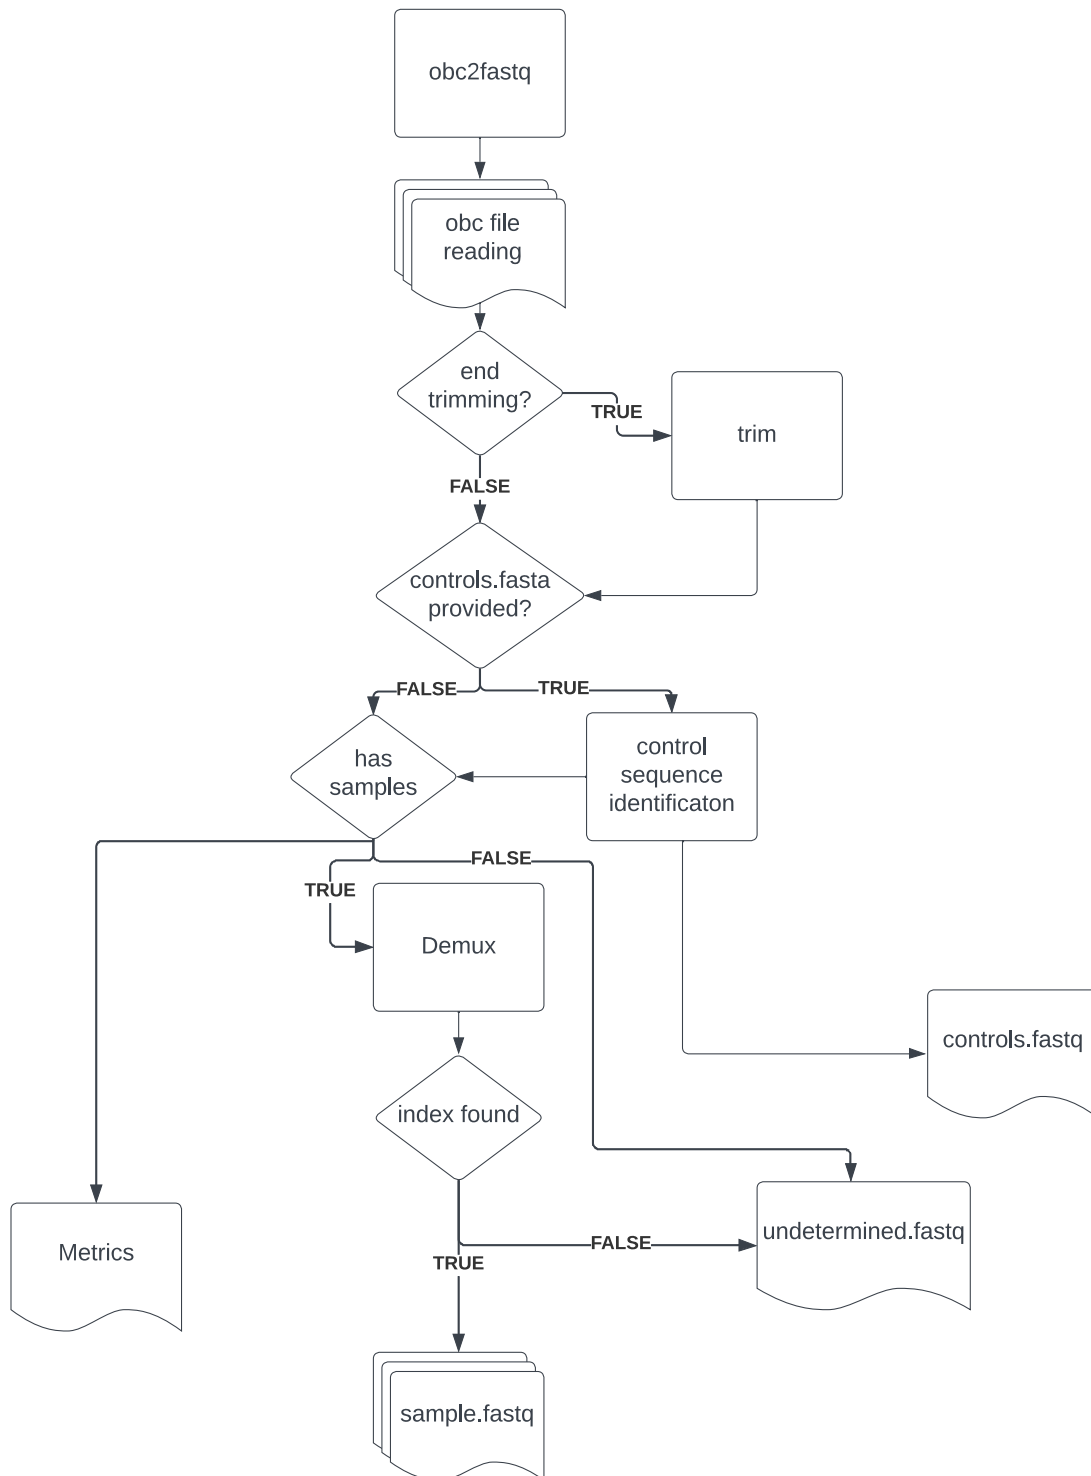 obc2fastq
obc file
reading
end
trimming?
TRUE
trim
FALSE
controls.fasta
provided?
FALSE
TRUE
has
samples
control
sequence
identificaton
FALSE
TRUE
Demux
controls.fastq
index found
Metrics
FALSE
undetermined.fastq
TRUE
sample.fastq